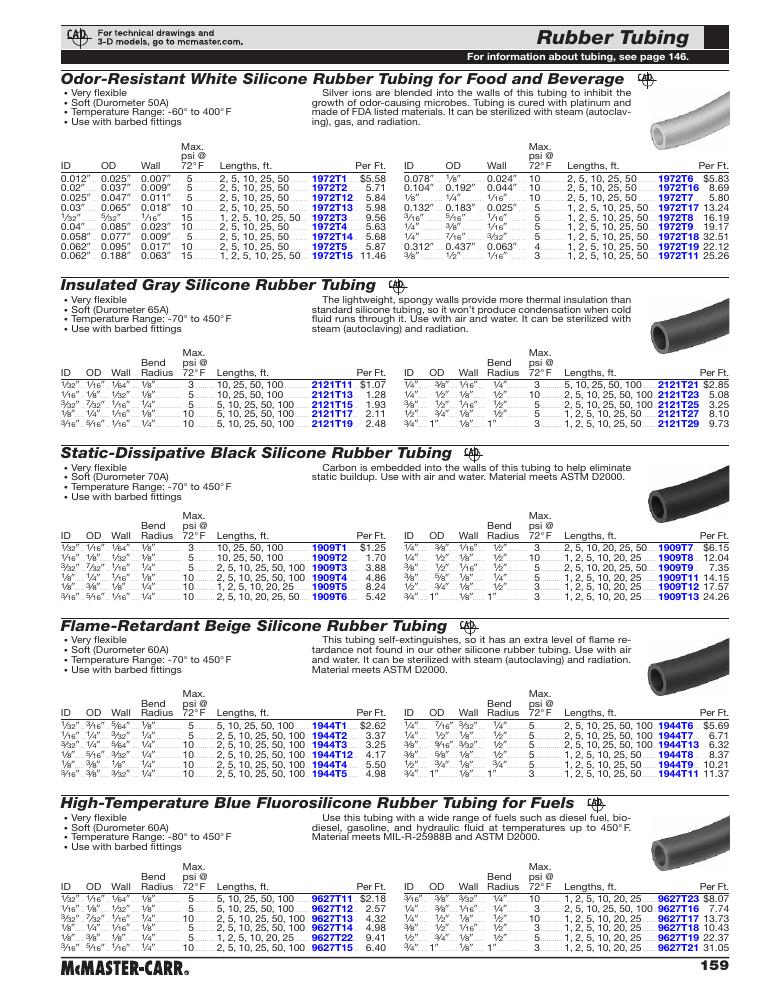 CAD
For technical drawings and
3-D models, go to mcmaster.com.
Rubber Tubing
For information about tubing, see page 146.
Odor-Resistant White Silicone Rubber Tubing for Food and Beverage CAD
• Very flexible
• Soft (Durometer 50A)
• Temperature Range: -60° to 400° F
• Use with barbed fittings
Silver ions are blended into the walls of this tubing to inhibit the
growth of odor-causing microbes. Tubing is cured with platinum and
made of FDA listed materials. It can be sterilized with steam (autoclav-
ing), gas, and radiation.
ID OD Wall Max. psi @ 72° F Lengths, ft. Per Ft.
0.012" 0.025" 0.007" 5 2, 5, 10, 25, 50 1972T1 $5.58
0.02" 0.037" 0.009" 5 2, 5, 10, 25, 50 1972T2 5.71
0.025" 0.047" 0.011" 5 2, 5, 10, 25, 50 1972T12 5.84
0.03" 0.065" 0.018" 10 2, 5, 10, 25, 50 1972T13 5.98
1/32" 5/32" 1/16" 15 1, 2, 5, 10, 25, 50 1972T3 9.56
0.04" 0.085" 0.023" 10 2, 5, 10, 25, 50 1972T4 5.63
0.058" 0.077" 0.009" 5 2, 5, 10, 25, 50 1972T14 5.68
0.062" 0.095" 0.017" 10 2, 5, 10, 25, 50 1972T5 5.87
0.062" 0.188" 0.063" 15 1, 2, 5, 10, 25, 50 1972T15 11.46
ID OD Wall Max. psi @ 72° F Lengths, ft. Per Ft.
0.078" 1/8" 0.024" 10 2, 5, 10, 25, 50 1972T6 $5.83
0.104" 0.192" 0.044" 10 2, 5, 10, 25, 50 1972T16 8.69
1/8" 1/4" 1/16" 10 2, 5, 10, 25, 50 1972T7 5.80
0.132" 0.183" 0.025" 5 1, 2, 5, 10, 25, 50 1972T17 13.24
3/16" 5/16" 1/16" 5 1, 2, 5, 10, 25, 50 1972T8 16.19
1/4" 3/8" 1/16" 5 1, 2, 5, 10, 25, 50 1972T9 19.17
1/4" 7/16" 3/32" 5 1, 2, 5, 10, 25, 50 1972T18 32.51
0.312" 0.437" 0.063" 4 1, 2, 5, 10, 25, 50 1972T19 22.12
3/8" 1/2" 1/16" 3 1, 2, 5, 10, 25, 50 1972T11 25.26
Insulated Gray Silicone Rubber Tubing CAD
• Very flexible
• Soft (Durometer 65A)
• Temperature Range: -70° to 450° F
• Use with barbed fittings
The lightweight, spongy walls provide more thermal insulation than
standard silicone tubing, so it won't produce condensation when cold
fluid runs through it. Use with air and water. It can be sterilized with
steam (autoclaving) and radiation.
ID OD Wall Bend Radius Max. psi @ 72° F Lengths, ft. Per Ft.
1/32" 1/16" 1/64" 1/8" 3 10, 25, 50, 100 2121T11 $1.07
1/16" 1/8" 1/32" 1/8" 5 10, 25, 50, 100 2121T13 1.28
3/32" 7/32" 1/16" 1/4" 5 5, 10, 25, 50, 100 2121T15 1.93
1/8" 1/4" 1/16" 1/4" 10 5, 10, 25, 50, 100 2121T17 2.11
3/16" 5/16" 1/16" 1/4" 10 5, 10, 25, 50, 100 2121T19 2.48
ID OD Wall Bend Radius Max. psi @ 72° F Lengths, ft. Per Ft.
1/4" 3/8" 1/16" 1/4" 3 5, 10, 25, 50, 100 2121T21 $2.85
1/4" 1/2" 1/8" 1/2" 10 2, 5, 10, 25, 50, 100 2121T23 5.08
3/8" 1/2" 1/16" 1/2" 5 2, 5, 10, 25, 50, 100 2121T25 3.25
1/2" 3/4" 1/8" 1/2" 5 1, 2, 5, 10, 25, 50 2121T27 8.10
3/4" 1" 1/8" 1/2" 3 1, 2, 5, 10, 25, 50 2121T29 9.73
Static-Dissipative Black Silicone Rubber Tubing CAD
• Very flexible
• Soft (Durometer 70A)
• Temperature Range: -70° to 450° F
• Use with barbed fittings
Carbon is embedded into the walls of this tubing to help eliminate
static buildup. Use with air and water. Material meets ASTM D2000.
ID OD Wall Bend Radius Max. psi @ 72° F Lengths, ft. Per Ft.
1/32" 1/16" 1/64" 1/8" 3 10, 25, 50, 100 1909T1 $1.25
1/16" 1/8" 1/32" 1/8" 5 10, 25, 50, 100 1909T2 1.70
3/32" 7/32" 1/16" 1/4" 5 2, 5, 10, 25, 50, 100 1909T3 3.88
1/8" 1/4" 1/16" 1/4" 10 2, 5, 10, 25, 50, 100 1909T4 4.86
1/8" 3/8" 1/8" 1/4" 10 1, 2, 5, 10, 20, 25 1909T5 8.24
3/16" 5/16" 1/16" 1/4" 10 2, 5, 10, 20, 25, 50 1909T6 5.42
ID OD Wall Bend Radius Max. psi @ 72° F Lengths, ft. Per Ft.
1/4" 3/8" 1/16" 1/2" 3 2, 5, 10, 20, 25, 50 1909T7 $6.15
1/4" 1/2" 1/8" 1/2" 10 1, 2, 5, 10, 20, 25 1909T8 12.04
3/8" 1/2" 1/16" 1/2" 5 1, 2, 5, 10, 20, 25 1909T9 7.35
3/8" 5/8" 1/8" 1/4" 5 1, 2, 5, 10, 20, 25 1909T11 14.15
1/2" 3/4" 1/8" 1/2" 5 1, 2, 5, 10, 20, 25 1909T12 17.57
3/4" 1" 1/8" 1" 3 1, 2, 5, 10, 20, 25 1909T13 24.26
Flame-Retardant Beige Silicone Rubber Tubing CAD
• Very flexible
• Soft (Durometer 60A)
• Temperature Range: -70° to 450° F
• Use with barbed fittings
This tubing self-extinguishes, so it has an extra level of flame re-
tardance not found in our other silicone rubber tubing. Use with air
and water. It can be sterilized with steam (autoclaving) and radiation.
Material meets ASTM D2000.
ID OD Wall Bend Radius Max. psi @ 72° F Lengths, ft. Per Ft.
1/32" 3/16" 5/64" 1/8" 5 5, 10, 25, 50, 100 1944T1 $2.62
1/16" 1/4" 3/32" 1/4" 5 2, 5, 10, 25, 50, 100 1944T2 3.37
3/32" 1/4" 5/64" 1/4" 10 2, 5, 10, 25, 50, 100 1944T3 3.25
1/8" 5/16" 3/32" 1/4" 10 2, 5, 10, 25, 50, 100 1944T12 4.17
1/8" 3/8" 1/8" 1/4" 10 2, 5, 10, 25, 50, 100 1944T4 5.50
3/16" 3/8" 3/32" 1/4" 10 2, 5, 10, 25, 50, 100 1944T5 4.98
ID OD Wall Bend Radius Max. psi @ 72° F Lengths, ft. Per Ft.
1/4" 7/16" 3/32" 1/4" 5 2, 5, 10, 25, 50, 100 1944T6 $5.69
1/4" 1/2" 1/8" 1/2" 5 2, 5, 10, 25, 50, 100 1944T7 6.71
3/8" 9/16" 3/32" 1/2" 5 2, 5, 10, 25, 50, 100 1944T13 6.32
3/8" 5/8" 1/8" 1/2" 5 1, 2, 5, 10, 25, 50 1944T8 8.37
1/2" 3/4" 1/8" 3/4" 5 1, 2, 5, 10, 25, 50 1944T9 10.21
3/4" 1" 1/8" 1" 3 1, 2, 5, 10, 25, 50 1944T11 11.37
High-Temperature Blue Fluorosilicone Rubber Tubing for Fuels CAD
• Very flexible
• Soft (Durometer 60A)
• Temperature Range: -80° to 450° F
• Use with barbed fittings
Use this tubing with a wide range of fuels such as diesel fuel, bio-
diesel, gasoline, and hydraulic fluid at temperatures up to 450° F.
Material meets MIL-R-25988B and ASTM D2000.
ID OD Wall Bend Radius Max. psi @ 72° F Lengths, ft. Per Ft.
1/32" 1/16" 1/64" 1/8" 5 5, 10, 25, 50, 100 9627T11 $2.18
1/16" 1/8" 1/32" 1/8" 5 5, 10, 25, 50, 100 9627T12 2.57
3/32" 7/32" 1/16" 1/4" 10 2, 5, 10, 25, 50, 100 9627T13 4.32
1/8" 1/4" 1/16" 1/4" 10 2, 5, 10, 25, 50, 100 9627T14 4.98
1/8" 3/8" 1/8" 1/4" 5 1, 2, 5, 10, 20, 25 9627T22 9.41
3/16" 5/16" 1/16" 1/4" 10 2, 5, 10, 25, 50, 100 9627T15 6.40
ID OD Wall Bend Radius Max. psi @ 72° F Lengths, ft. Per Ft.
3/16" 3/8" 3/32" 1/4" 10 1, 2, 5, 10, 20, 25 9627T23 $8.07
1/4" 3/8" 1/16" 1/4" 3 2, 5, 10, 25, 50, 100 9627T16 7.74
1/4" 1/2" 1/8" 1/2" 10 1, 2, 5, 10, 20, 25 9627T17 13.73
3/8" 1/2" 1/16" 1/2" 3 1, 2, 5, 10, 20, 25 9627T18 10.43
1/2" 3/4" 1/8" 1/2" 5 1, 2, 5, 10, 20, 25 9627T19 22.37
3/4" 1" 1/8" 1" 3 1, 2, 5, 10, 20, 25 9627T21 31.05
McMASTER-CARR®
159